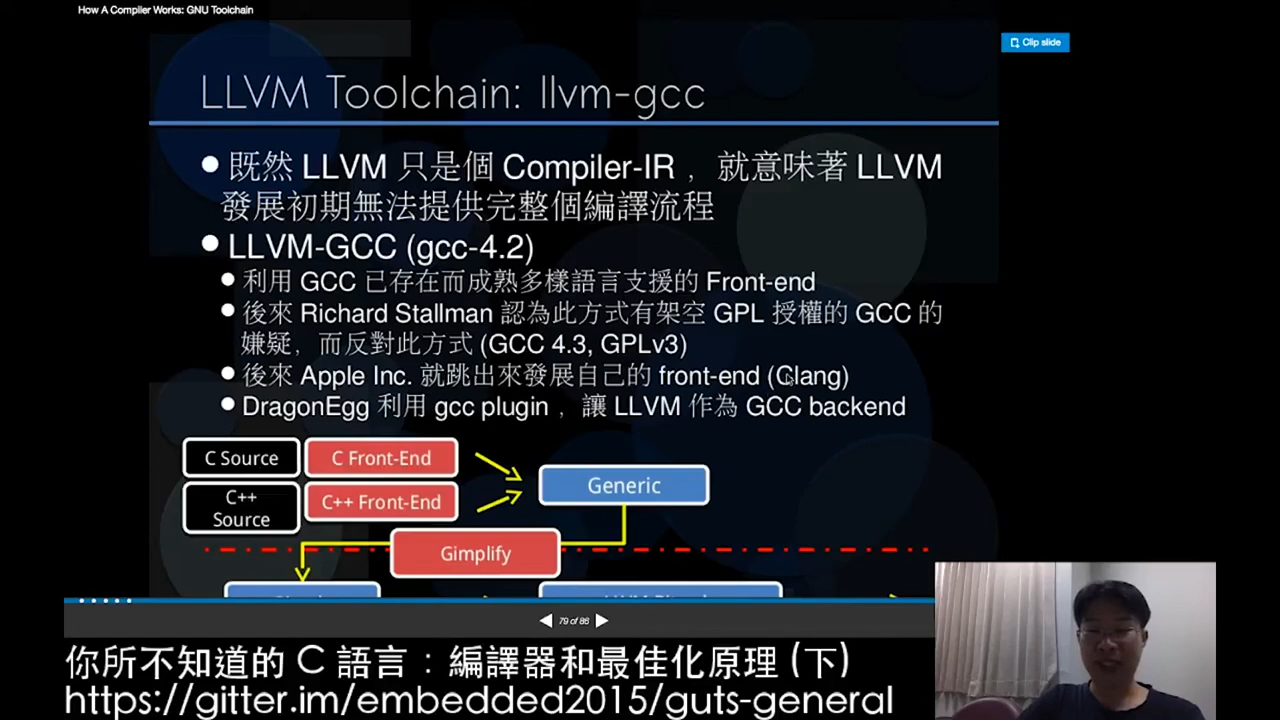 How A Compiler Works: GNU Toolchain
Clip slide
LLVM Toolchain: llvm-gcc
既然 LLVM 只是個 Compiler-IR ，就意味著 LLVM
發展初期無法提供完整個編譯流程
LLVM-GCC (gcc-4.2)
利用 GCC 已存在而成熟多樣語言支援的 Front-end
後來 Richard Stallman 認為此方式有架空 GPL 授權的 GCC 的
嫌疑，而反對此方式 (GCC 4.3, GPLv3)
後來 Apple Inc. 就跳出來發展自己的 front-end (Clang)
DragonEgg 利用 gcc plugin ，讓 LLVM 作為 GCC backend
C Source
C Front-End
Generic
C++
Source
C++ Front-End
Gimplify
79 of 86
你所不知道的 C 語言：編譯器和最佳化原理 (下)
https://gitter.im/embedded2015/guts-general